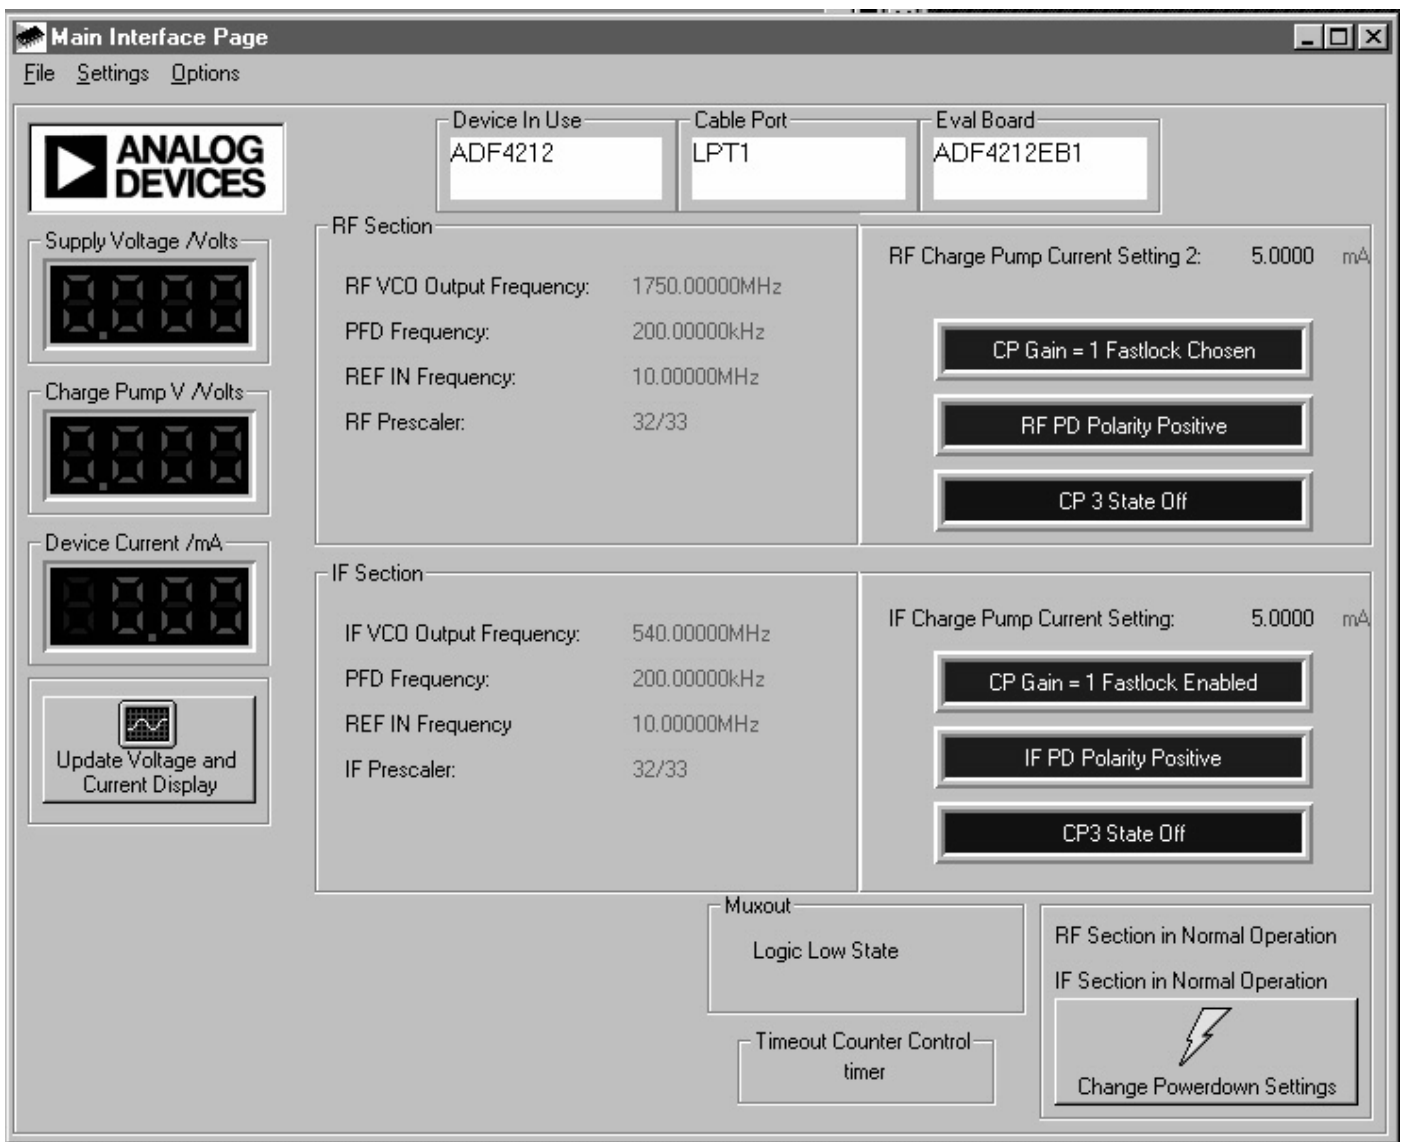 Main Interface Page
File Settings Options
ANALOG
DEVICES
Device In Use
ADF4212
Cable Port
LPT1
Eval Board
ADF4212EB1
Supply Voltage /Volts
Charge Pump V /Volts
Device Current /mA
Update Voltage and
Current Display
RF Section
RF VCO Output Frequency: 1750.00000MHz
PFD Frequency: 200.00000kHz
REF IN Frequency: 10.00000MHz
RF Prescaler: 32/33
RF Charge Pump Current Setting 2: 5.0000 mA
CP Gain = 1 Fastlock Chosen
RF PD Polarity Positive
CP 3 State Off
IF Section
IF VCO Output Frequency: 540.00000MHz
PFD Frequency: 200.00000kHz
REF IN Frequency 10.00000MHz
IF Prescaler: 32/33
IF Charge Pump Current Setting: 5.0000 mA
CP Gain = 1 Fastlock Enabled
IF PD Polarity Positive
CP3 State Off
Muxout
Logic Low State
Timeout Counter Control
timer
RF Section in Normal Operation
IF Section in Normal Operation
Change Powerdown Settings